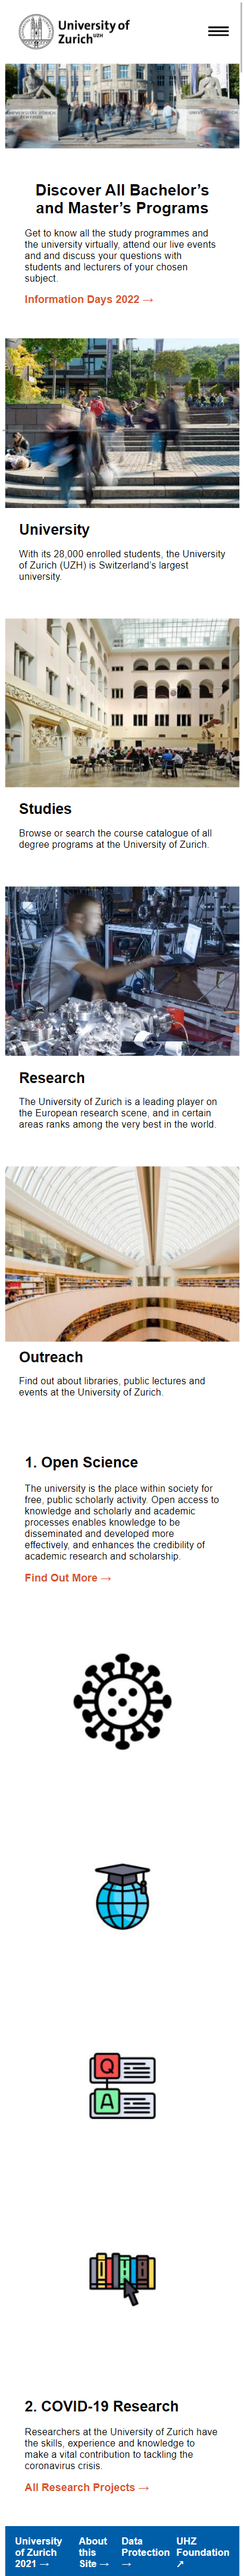 University of
Zurich UZH
Discover All Bachelor's
and Master's Programs
Get to know all the study programmes and
the university virtually, attend our live events
and and discuss your questions with
students and lecturers of your chosen
subject.
Information Days 2022 →
University
With its 28,000 enrolled students, the University
of Zurich (UZH) is Switzerland's largest
university.
Studies
Browse or search the course catalogue of all
degree programs at the University of Zurich.
Research
The University of Zurich is a leading player on
the European research scene, and in certain
areas ranks among the very best in the world.
Outreach
Find out about libraries, public lectures and
events at the University of Zurich.
1. Open Science
The university is the place within society for
free, public scholarly activity. Open access to
knowledge and scholarly and academic
processes enables knowledge to be
disseminated and developed more
effectively, and enhances the credibility of
academic research and scholarship.
Find Out More →
Q
A
2. COVID-19 Research
Researchers at the University of Zurich have
the skills, experience and knowledge to
make a vital contribution to tackling the
coronavirus crisis.
All Research Projects →
University of Zurich 2021 →
About this Site →
Data Protection →
UHZ Foundation ↗